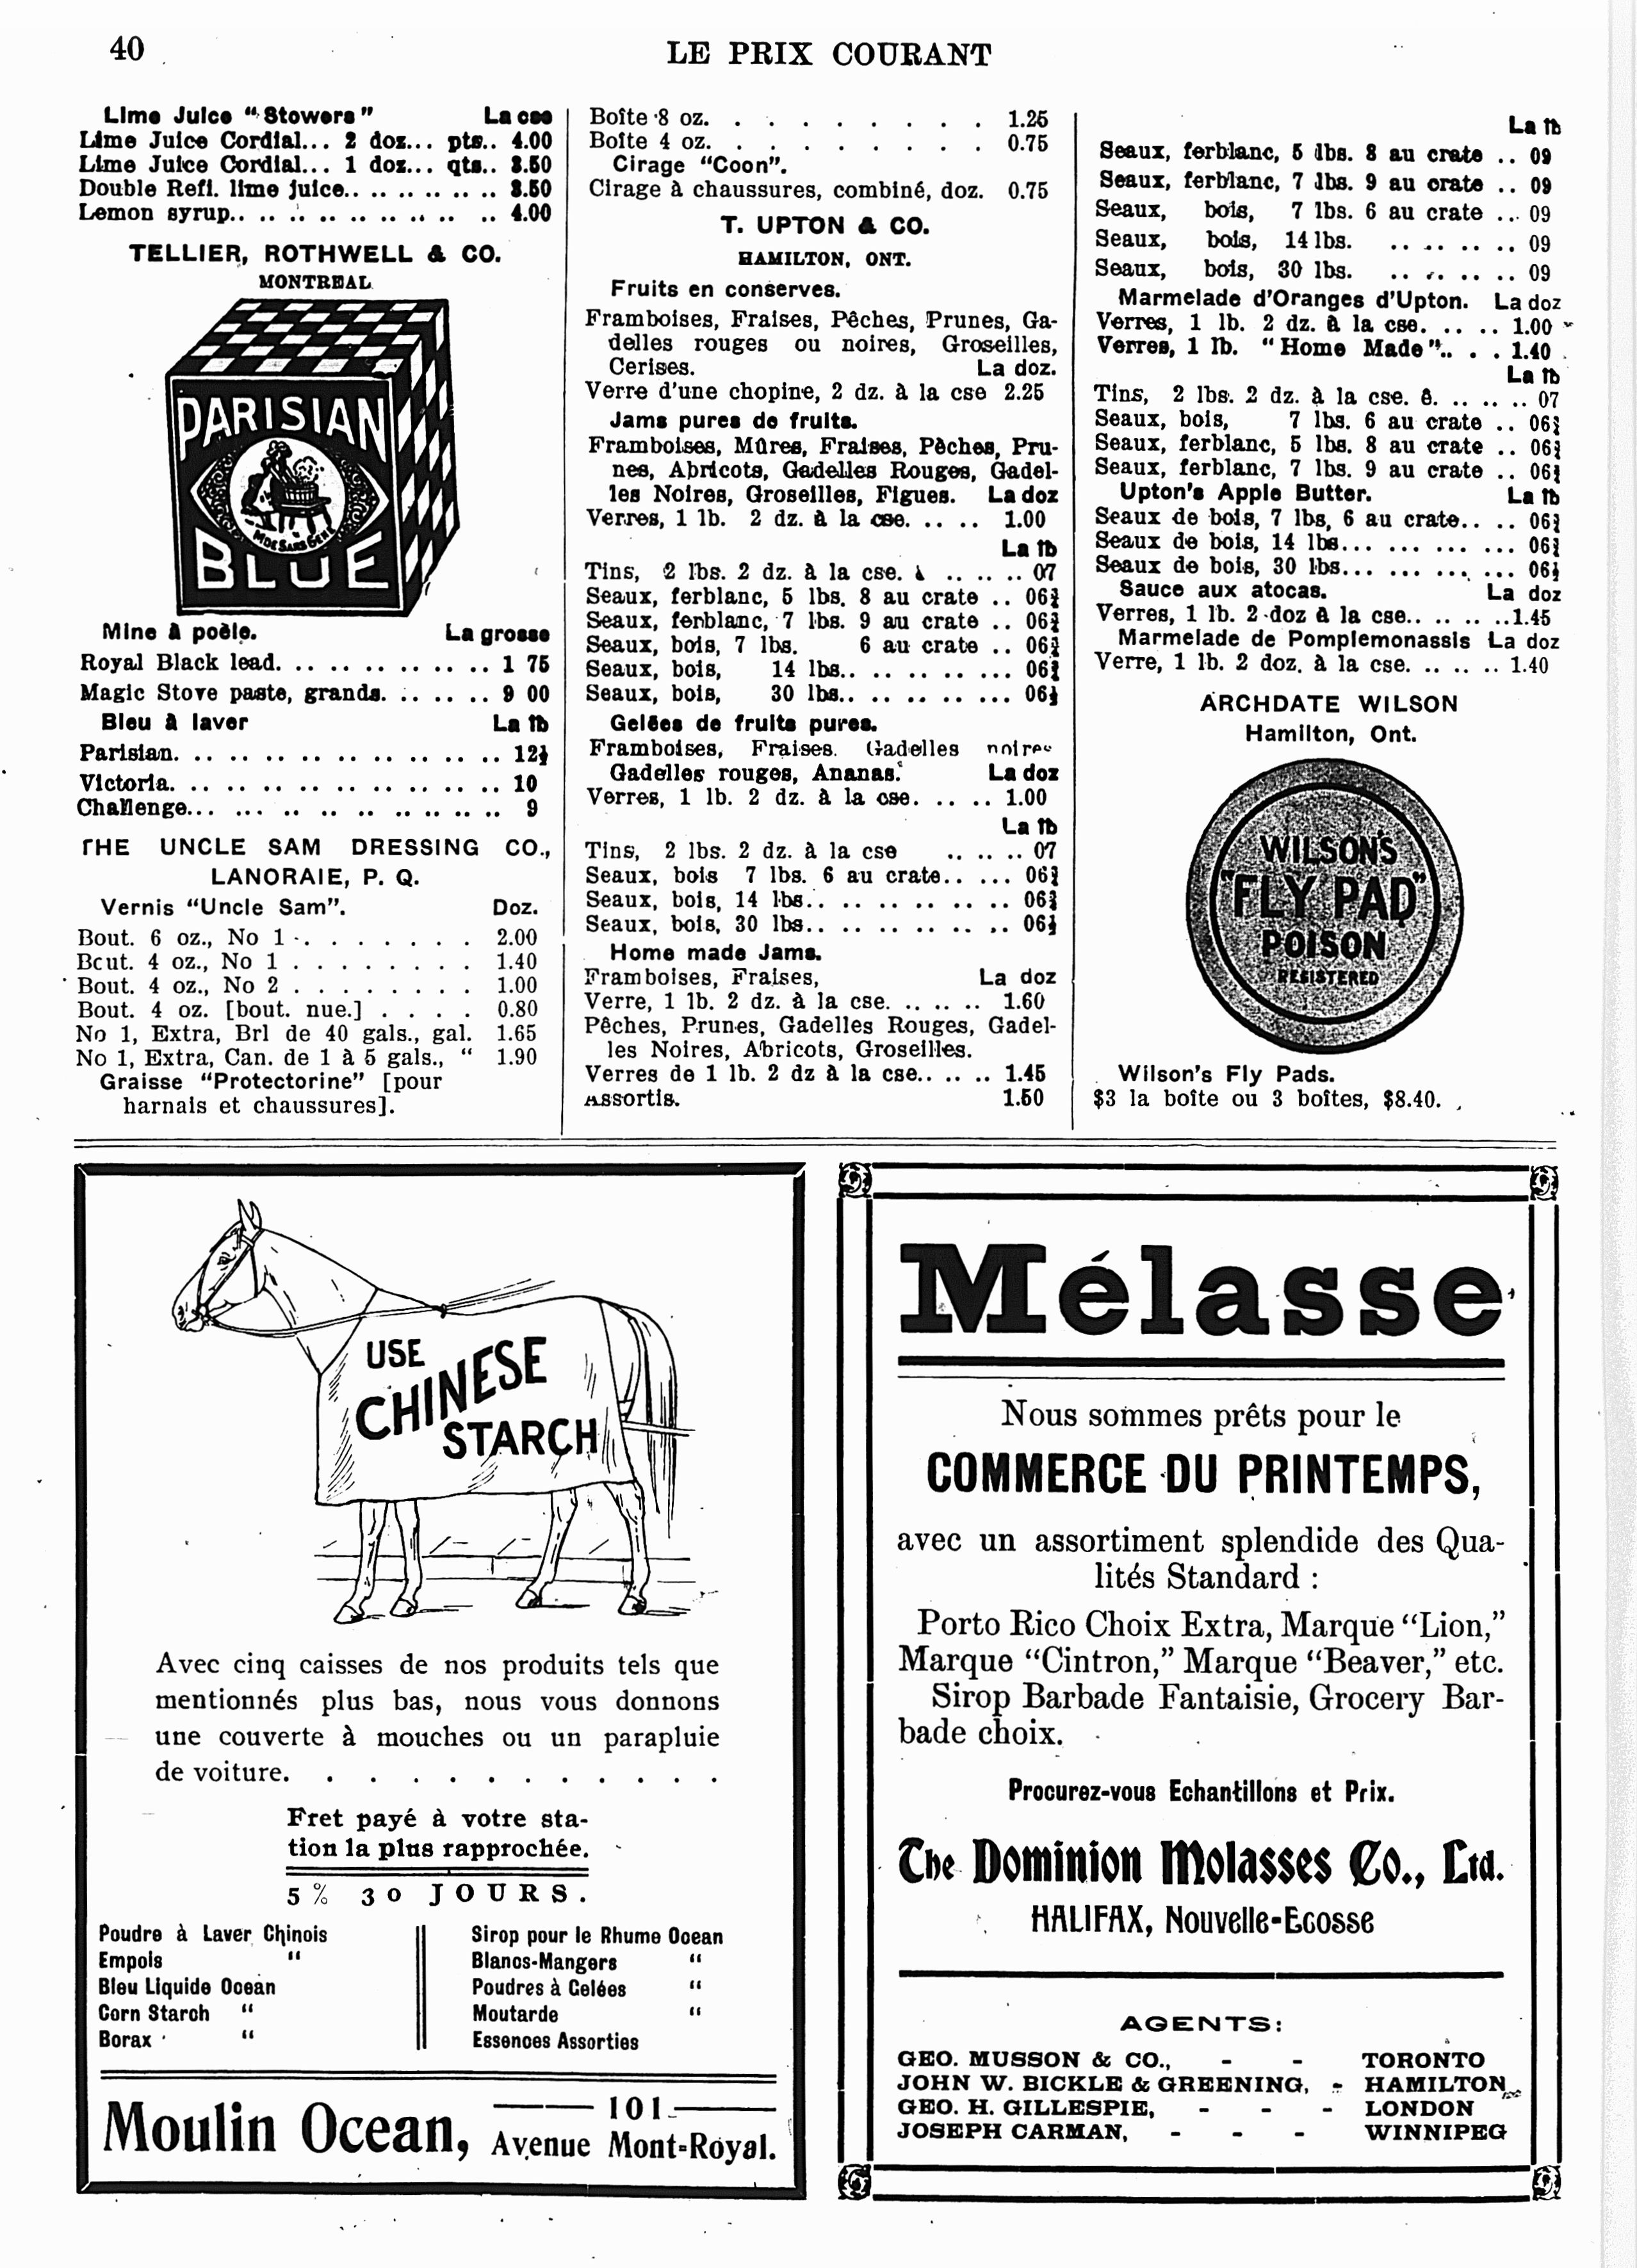 40
LE PRIX COURANT
Lime Juice "Stowers" La cse
Lime Juice Cordial... 2 doz... pts.. 4.00
Lime Juice Cordial... 1 doz... qts.. 3.50
Double Refi. lime juice.. .. .. .. .. .. .. 3.50
Lemon syrup.. .. .. .. .. .. .. .. .. .. 4.00
TELLIER, ROTHWELL & CO.
MONTREAL
PARISIAN
MDE SANS GENE
BLUE
Mine à poèle. La grosse
Royal Black lead. .. .. .. .. .. .. .. .. 1 75
Magic Stove paste, grands. .. .. .. .. 9 00
Bleu à laver La lb
Parisian. .. .. .. .. .. .. .. .. .. .. .. .. 12½
Victoria. .. .. .. .. .. .. .. .. .. .. .. .. 10
Challenge... ... .. .. .. .. .. .. .. .. 9
THE UNCLE SAM DRESSING CO.,
LANORAIE, P. Q.
Vernis "Uncle Sam". Doz.
Bout. 6 oz., No 1 . . . . . . . . 2.00
Bout. 4 oz., No 1 . . . . . . . . 1.40
Bout. 4 oz., No 2 . . . . . . . . 1.00
Bout. 4 oz. [bout. nue.] . . . . 0.80
No 1, Extra, Brl de 40 gals., gal. 1.65
No 1, Extra, Can. de 1 à 5 gals., " 1.90
Graisse "Protectorine" [pour
harnais et chaussures].
Boîte 8 oz. . . . . . . . . . 1.25
Boîte 4 oz. . . . . . . . . . 0.75
Cirage "Coon".
Cirage à chaussures, combiné, doz. 0.75
T. UPTON & CO.
HAMILTON, ONT.
Fruits en conserves.
Framboises, Fraises, Pêches, Prunes, Ga-
delles rouges ou noires, Groseilles,
Cerises. La doz.
Verre d'une chopine, 2 dz. à la cse 2.25
Jams pures de fruits.
Framboises, Mûres, Fraises, Pêches, Pru-
nes, Abricots, Gadelles Rouges, Gadel-
les Noires, Groseilles, Figues. La doz
Verres, 1 lb. 2 dz. à la cse. .. .. 1.00
La lb
Tins, 2 lbs. 2 dz. à la cse. .. .. .. 07
Seaux, ferblanc, 5 lbs. 8 au crate .. 06¾
Seaux, ferblanc, 7 lbs. 9 au crate .. 06¾
Seaux, bois, 7 lbs. 6 au crate .. 06¾
Seaux, bois, 14 lbs.. .. .. .. .. ... 06¾
Seaux, bois, 30 lbs.. .. .. .. .. ... 06½
Gelées de fruits pures.
Framboises, Fraises. Gadelles noires
Gadelles rouges, Ananas. La doz
Verres, 1 lb. 2 dz. à la cse. .. .. 1.00
La lb
Tins, 2 lbs. 2 dz. à la cse .. .. .. 07
Seaux, bois 7 lbs. 6 au crate.. ... 06¾
Seaux, bois, 14 lbs.. .. .. .. .. .. .. 06¾
Seaux, bois, 30 lbs.. .. .. .. .. .. .. 06½
Home made Jams.
Framboises, Fraises, La doz
Verre, 1 lb. 2 dz. à la cse. .. .. .. 1.60
Pêches, Prunes, Gadelles Rouges, Gadel-
les Noires, Abricots, Groseilles.
Verres de 1 lb. 2 dz à la cse.. .. .. 1.45
Assortis. 1.50
La lb
Seaux, ferblanc, 5 lbs. 8 au crate .. 09
Seaux, ferblanc, 7 lbs. 9 au crate .. 09
Seaux, bois, 7 lbs. 6 au crate ... 09
Seaux, bois, 14 lbs. .. .. .. .. .. 09
Seaux, bois, 30 lbs. .. .. .. .. .. 09
Marmelade d'Oranges d'Upton. La doz
Verres, 1 lb. 2 dz. à la cse. .. .. 1.00
Verres, 1 lb. "Home Made".. . . 1.40
La lb
Tins, 2 lbs. 2 dz. à la cse. .. .. .. 07
Seaux, bois, 7 lbs. 6 au crate .. 06¾
Seaux, ferblanc, 5 lbs. 8 au crate .. 06¾
Seaux, ferblanc, 7 lbs. 9 au crate .. 06¾
Upton's Apple Butter. La lb
Seaux de bois, 7 lbs, 6 au crate.. .. .. 06¾
Seaux de bois, 14 lbs... ... ... ... ... 06¾
Seaux de bois, 30 lbs... ... ... ... ... 06½
Sauce aux atocas. La doz
Verres, 1 lb. 2 doz à la cse.. .. .. ..1.45
Marmelade de Pomplemonassis La doz
Verre, 1 lb. 2 doz. à la cse. .. .. .. 1.40
ARCHDATE WILSON
Hamilton, Ont.
WILSON'S
"FLY PAD"
POISON
REGISTERED
Wilson's Fly Pads.
$3 la boîte ou 3 boîtes, $8.40.
USE
CHINESE
STARCH
Avec cinq caisses de nos produits tels que
mentionnés plus bas, nous vous donnons
une couverte à mouches ou un parapluie
de voiture. . . . . . . . . . . .
Fret payé à votre sta-
tion la plus rapprochée.
5 % 30 JOURS.
Poudre à Laver Chinois
Empois "
Bleu Liquide Ocean
Corn Starch "
Borax "
Sirop pour le Rhume Ocean
Blancs-Mangers "
Poudres à Gelées "
Moutarde "
Essences Assorties
Moulin Ocean, 101
Avenue Mont-Royal.
Mélasse
Nous sommes prêts pour le
COMMERCE DU PRINTEMPS,
avec un assortiment splendide des Qua-
lités Standard :
Porto Rico Choix Extra, Marque "Lion,"
Marque "Cintron," Marque "Beaver," etc.
Sirop Barbade Fantaisie, Grocery Bar-
bade choix.
Procurez-vous Echantillons et Prix.
The Dominion Molasses Co., Ltd.
HALIFAX, Nouvelle-Ecosse
AGENTS:
GEO. MUSSON & CO., - - TORONTO
JOHN W. BICKLE & GREENING, - HAMILTON
GEO. H. GILLESPIE, - - - LONDON
JOSEPH CARMAN, - - - WINNIPEG